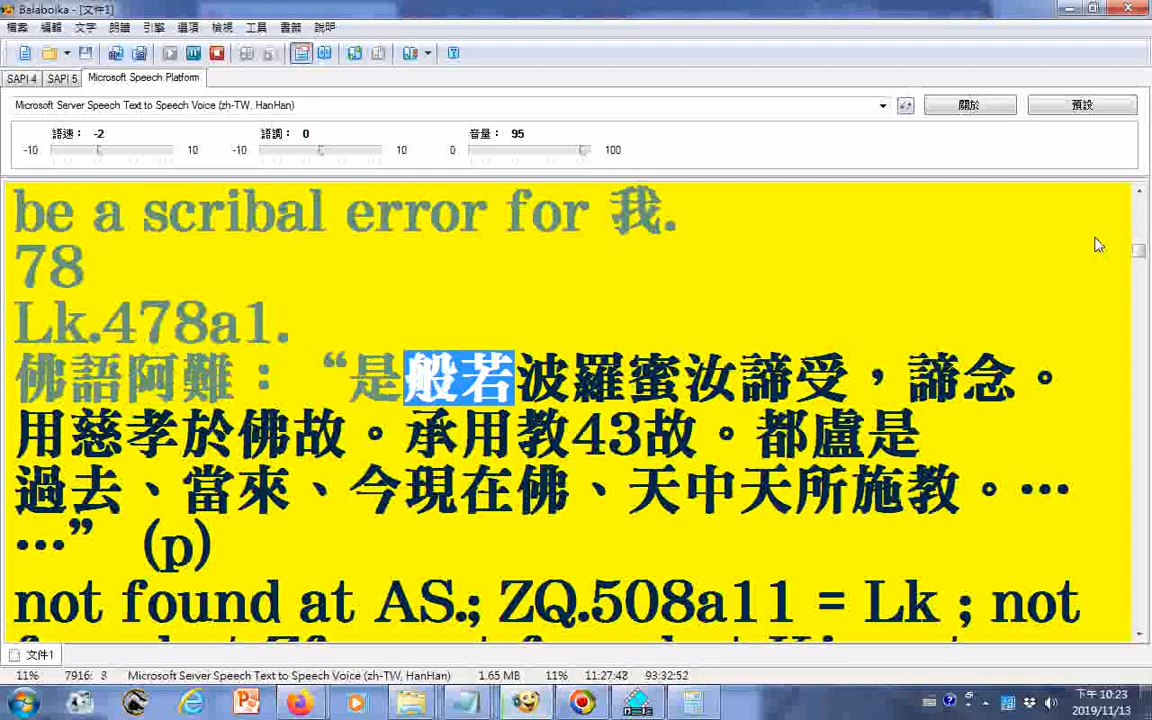 Balabolka - [文件1]
檔案 編輯 文字 朗讀 引擎 選項 檢視 工具 書籤 說明
SAPI 4 SAPI 5 Microsoft Speech Platform
Microsoft Server Speech Text to Speech Voice (zh-TW, HanHan) 關於 預設
語速： -2 語調： 0 音量： 95
-10 10 -10 10 0 100
be a scribal error for 我.
78
Lk.478a1.
佛語阿難：“是般若波羅蜜汝諦受，諦念。
用慈孝於佛故。承用教43故。都盧是
過去、當來、今現在佛、天中天所施教。…
…” (p)
not found at AS.; ZQ.508a11 = Lk ; not
文件1
11% 7916: 8 Microsoft Server Speech Text to Speech Voice (zh-TW, HanHan) 1.65 MB 11% 11:27:48 93:32:52
下午 10:23
2019/11/13